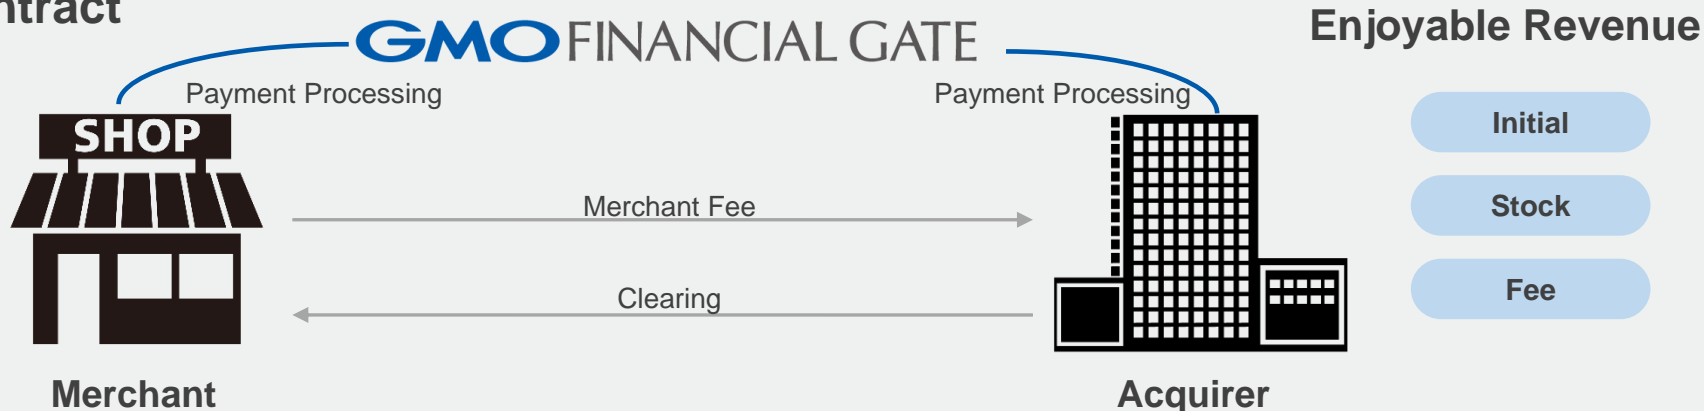 ntract
GMO FINANCIAL GATE
Enjoyable Revenue
Payment Processing
Payment Processing
SHOP
Initial
Merchant Fee
Stock
Clearing
Fee
Merchant
Acquirer